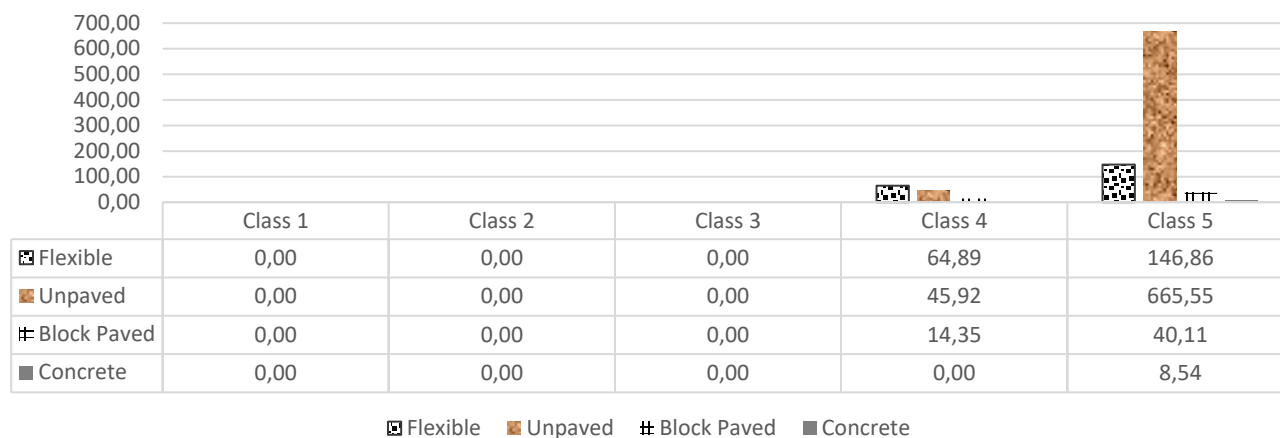 700,00
600,00
500,00
400,00
300,00
200,00
100,00
0,00
Class 1 Class 2 Class 3 Class 4 Class 5
Flexible 0,00 0,00 0,00 64,89 146,86
Unpaved 0,00 0,00 0,00 45,92 665,55
Block Paved 0,00 0,00 0,00 14,35 40,11
Concrete 0,00 0,00 0,00 0,00 8,54
Flexible Unpaved Block Paved Concrete